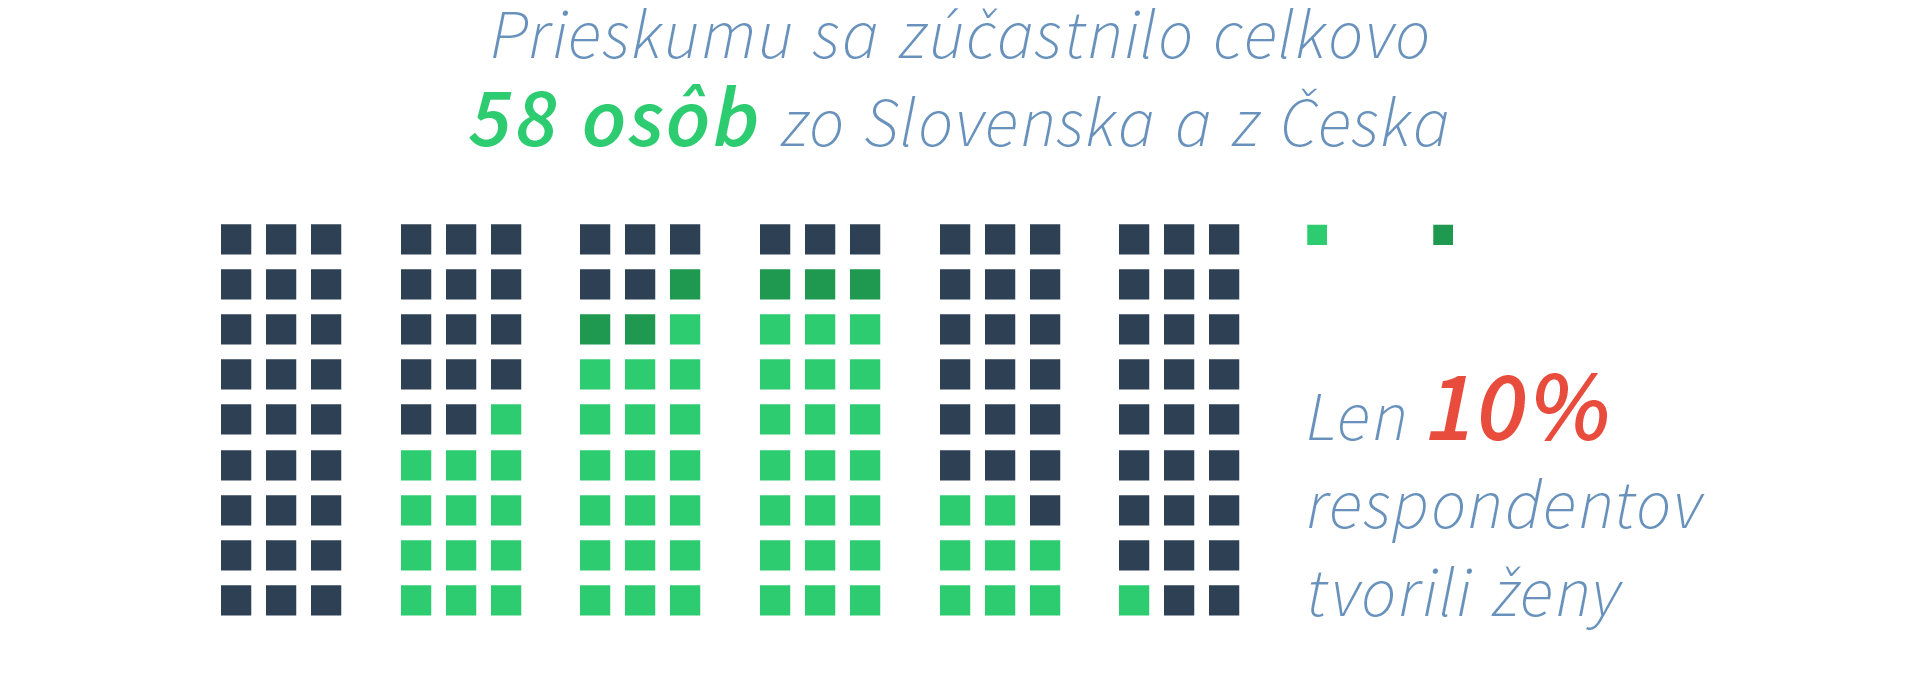 Prieskumu sa zúčastnilo celkovo
58 osôb zo Slovenska a z Česka
Len 10%
respondentov
tvorili ženy